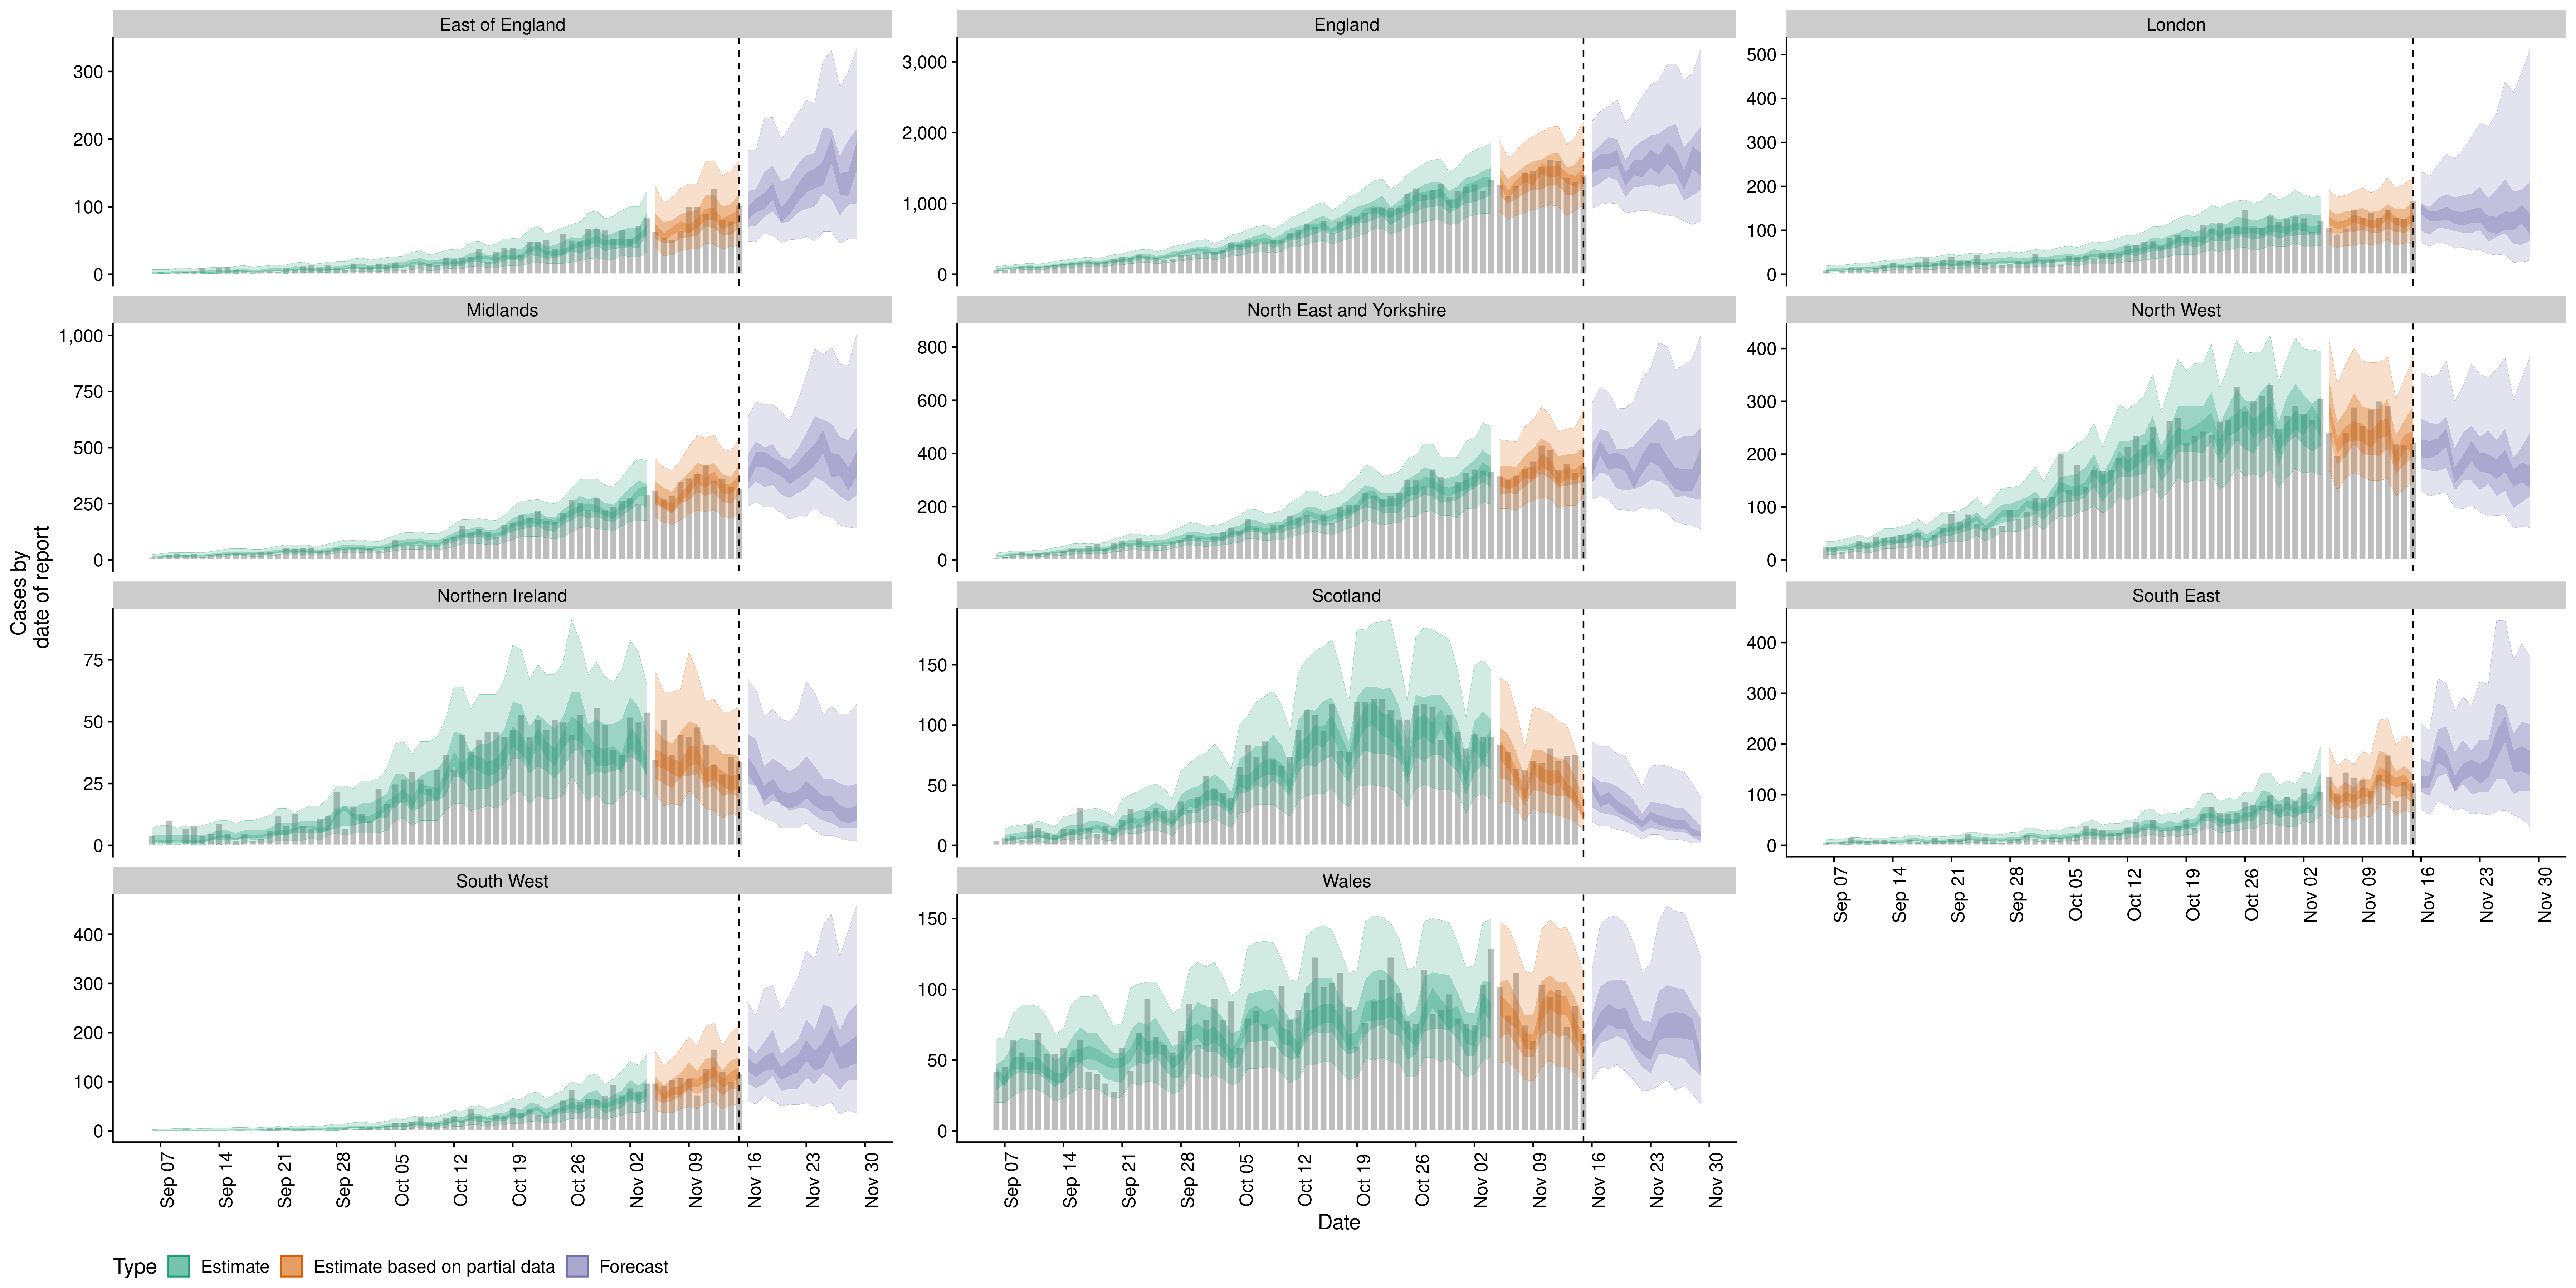 East of England
England
London
300
200
100
0
3,000
2,000
1,000
0
500
400
300
200
100
0
Midlands
North East and Yorkshire
North West
1,000
750
500
250
0
800
600
400
200
0
400
300
200
100
0
Cases by
date of report
Northern Ireland
Scotland
South East
75
50
25
0
150
100
50
0
400
300
200
100
0
Sep 07
Sep 14
Sep 21
Sep 28
Oct 05
Oct 12
Oct 19
Oct 26
Nov 02
Nov 09
Nov 16
Nov 23
Nov 30
South West
Wales
400
300
200
100
0
150
100
50
0
Sep 07
Sep 14
Sep 21
Sep 28
Oct 05
Oct 12
Oct 19
Oct 26
Nov 02
Nov 09
Nov 16
Nov 23
Nov 30
Sep 07
Sep 14
Sep 21
Sep 28
Oct 05
Oct 12
Oct 19
Oct 26
Nov 02
Nov 09
Nov 16
Nov 23
Nov 30
Date
Type Estimate Estimate based on partial data Forecast